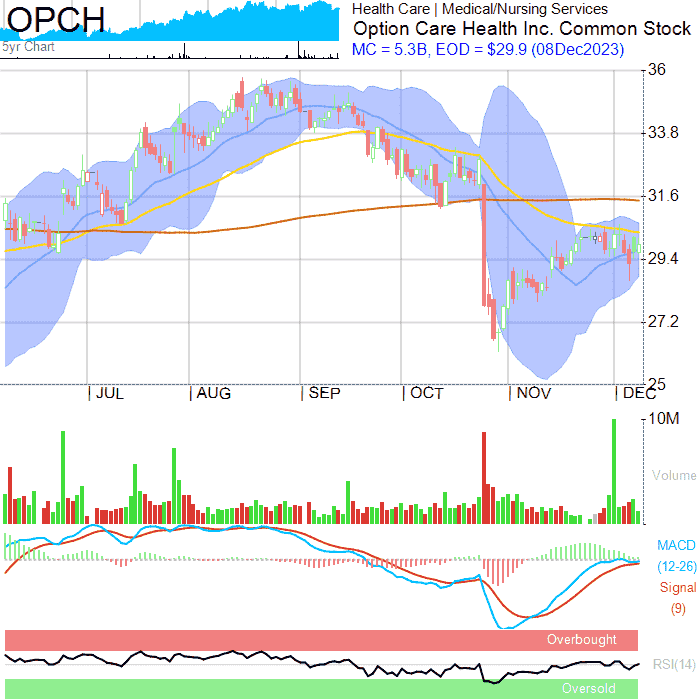 OPCH
5yr Chart
Health Care | Medical/Nursing Services
Option Care Health Inc. Common Stock
MC = 5.3B, EOD = $29.9 (08Dec2023)
36
33.8
31.6
29.4
27.2
25
JUL AUG SEP OCT NOV DEC
10M
Volume
MACD
(12-26)
Signal
(9)
Overbought
RSI(14)
Oversold